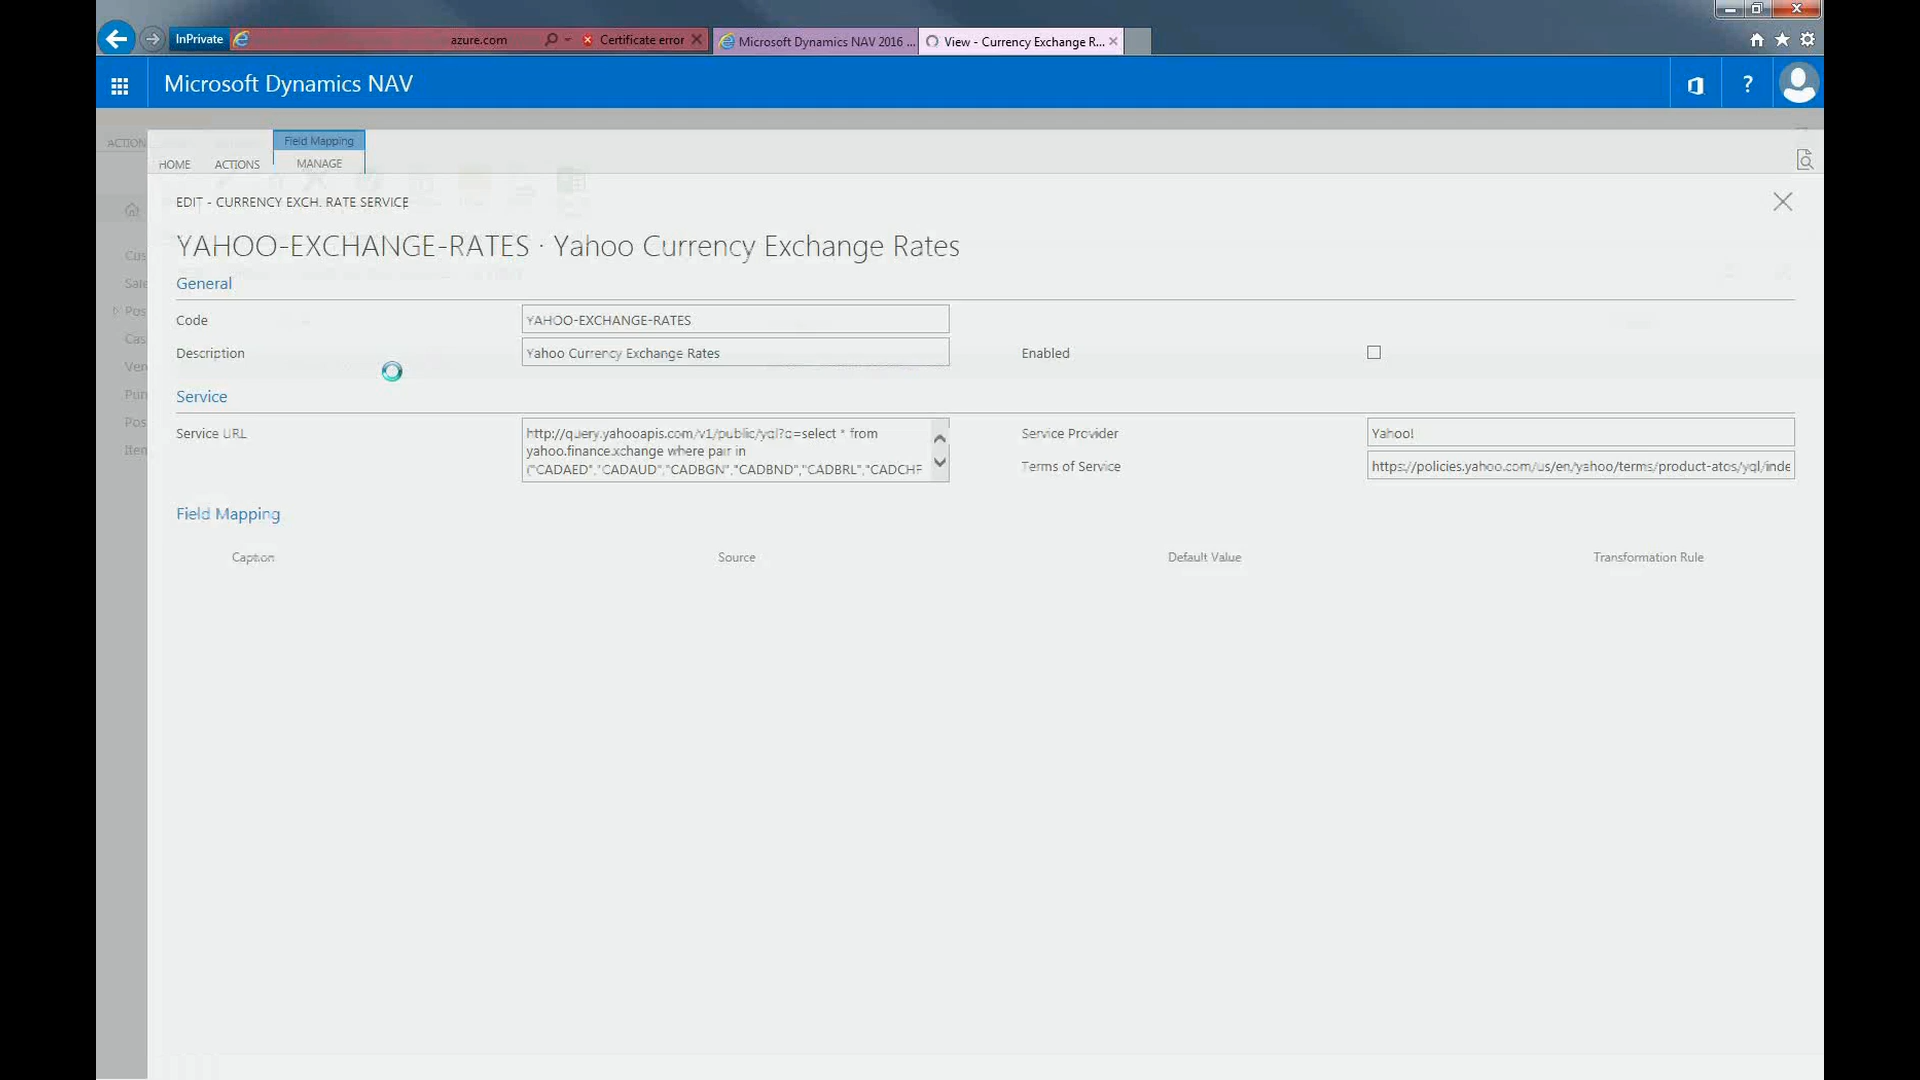 InPrivate
azure.com
Certificate error
Microsoft Dynamics NAV 2016 ...
View - Currency Exchange R...
Microsoft Dynamics NAV
?
ACTION
Field Mapping
HOME
ACTIONS
MANAGE
EDIT - CURRENCY EXCH. RATE SERVICE
YAHOO-EXCHANGE-RATES · Yahoo Currency Exchange Rates
General
Code
YAHOO-EXCHANGE-RATES
Description
Yahoo Currency Exchange Rates
Enabled
Service
Service URL
http://query.yahooapis.com/v1/public/yql?q=select * from
yahoo.finance.xchange where pair in
("CADAED","CADAUD","CADBGN","CADBND","CADBRL","CADCHF
Service Provider
Yahoo!
Terms of Service
https://policies.yahoo.com/us/en/yahoo/terms/product-atos/yql/inde
Field Mapping
Caption
Source
Default Value
Transformation Rule
Cus
Sale
Pos
Cas
Ven
Pur
Pos
Item